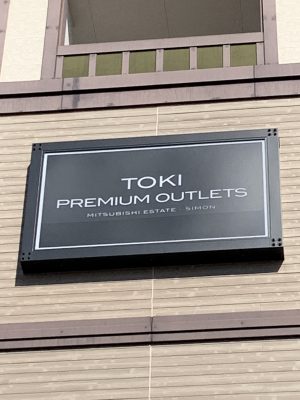 TOKI
PREMIUM OUTLETS
MITSUBISHI ESTATE · SIMON